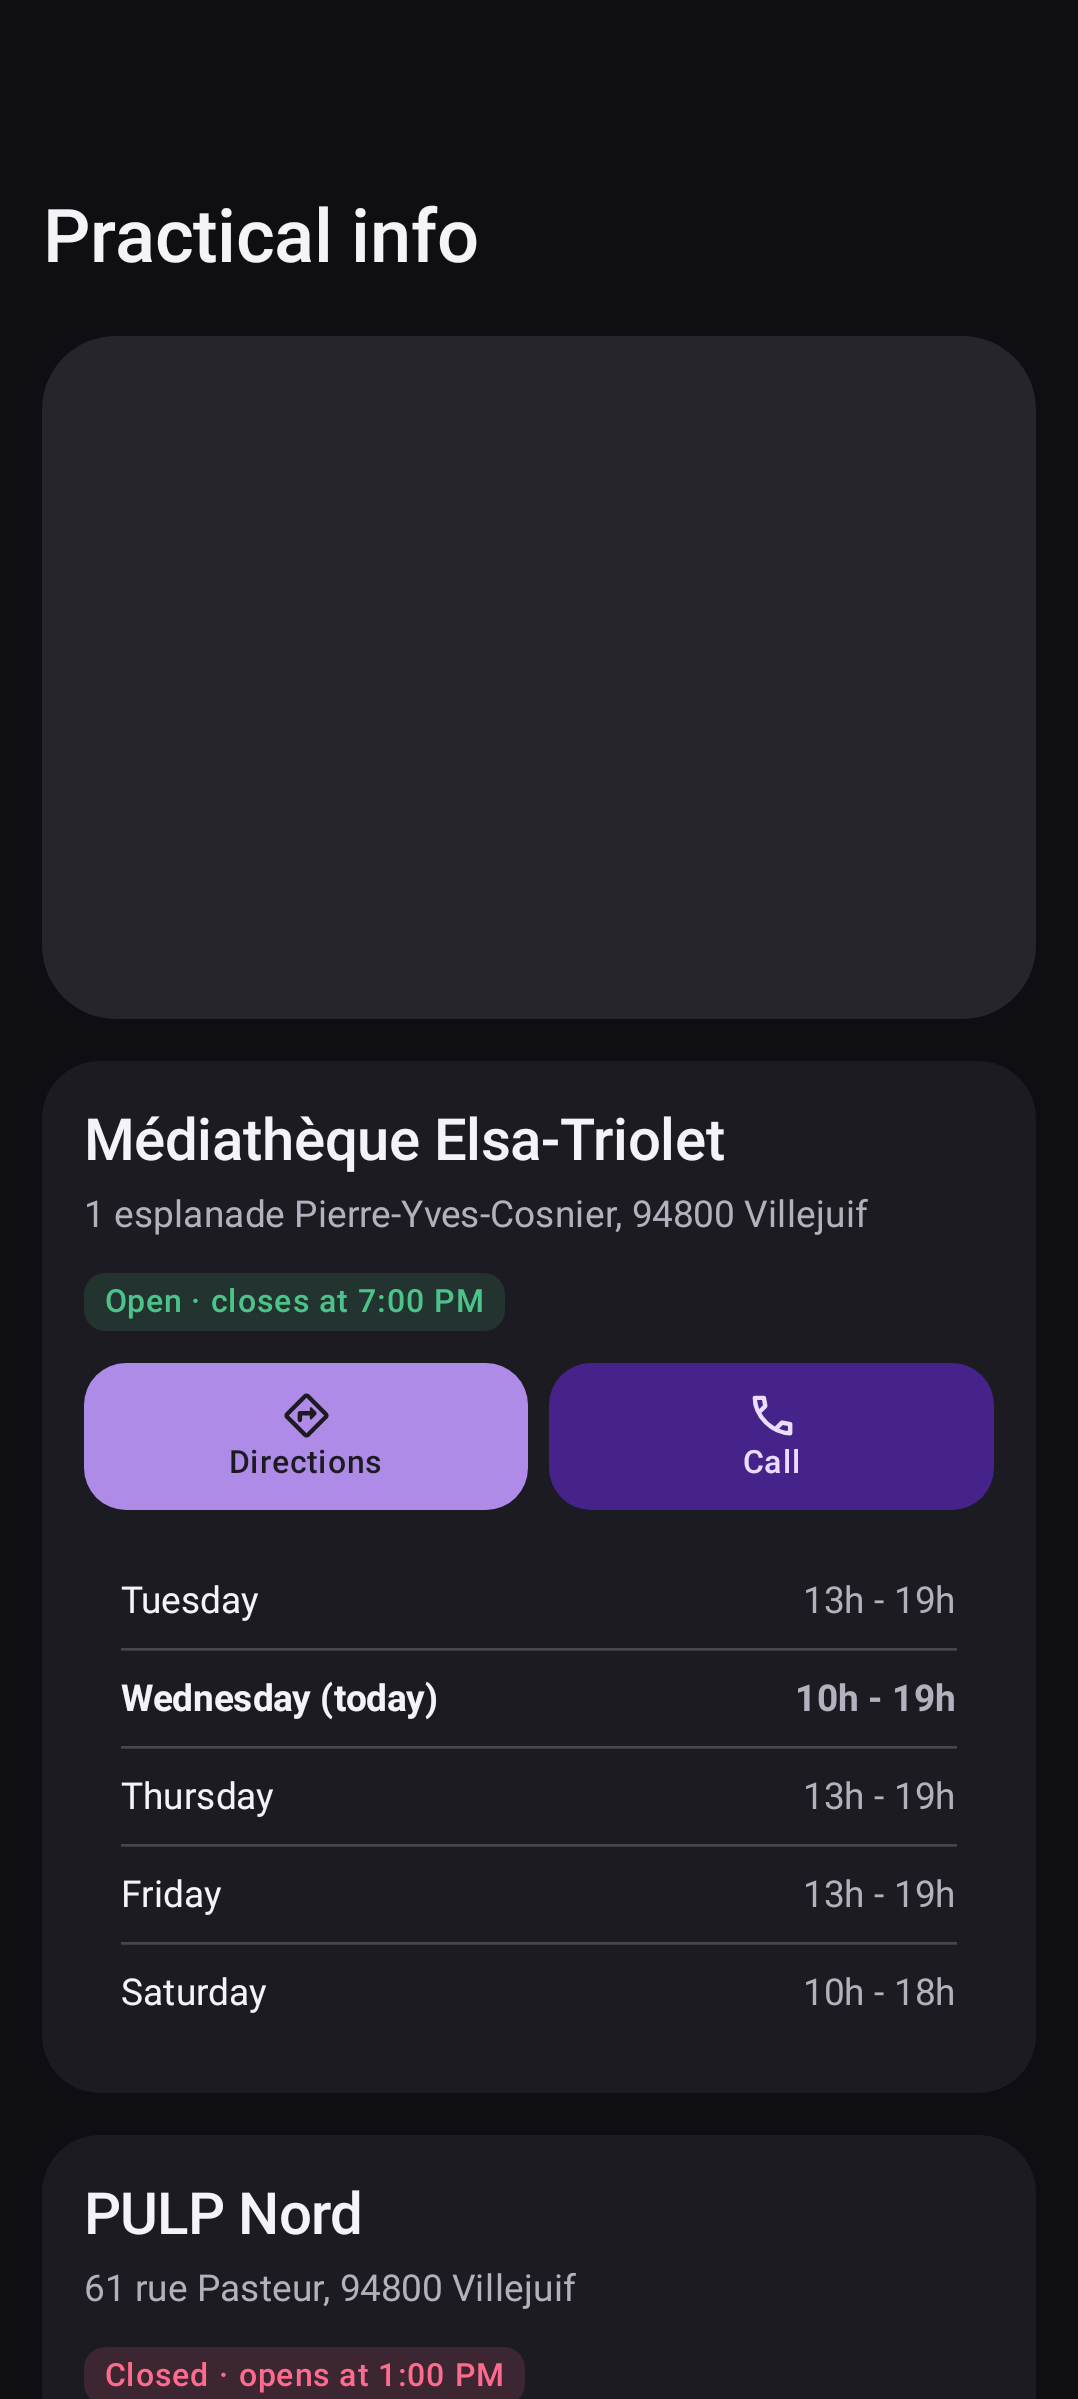 Practical info
Médiathèque Elsa-Triolet
1 esplanade Pierre-Yves-Cosnier, 94800 Villejuif
Open · closes at 7:00 PM
Directions
Call
Tuesday 13h - 19h
Wednesday (today) 10h - 19h
Thursday 13h - 19h
Friday 13h - 19h
Saturday 10h - 18h
PULP Nord
61 rue Pasteur, 94800 Villejuif
Closed · opens at 1:00 PM